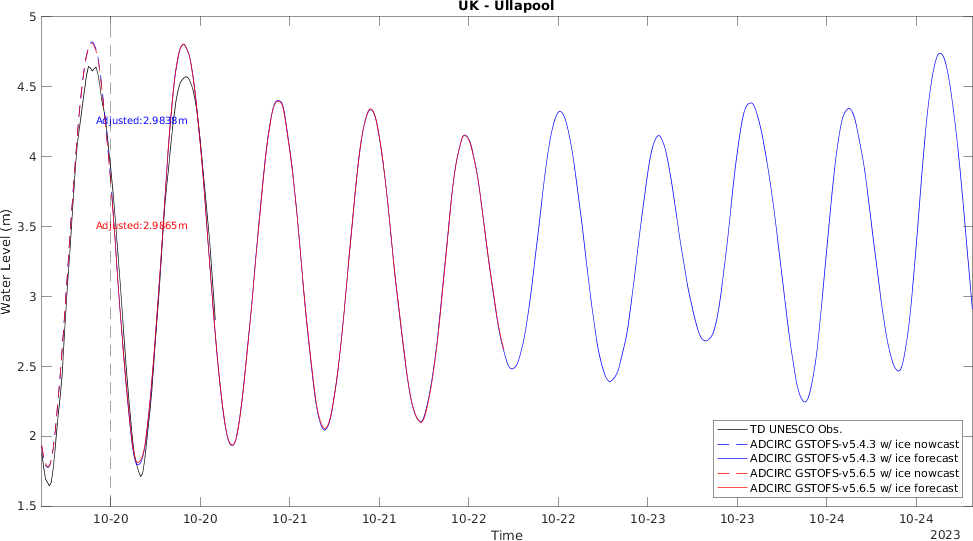 UK - Ullapool
5
4.5
4
3.5
3
2.5
2
1.5
Water Level (m)
Adjusted:2.9838m
Adjusted:2.9865m
TD UNESCO Obs.
ADCIRC GSTOFS-v5.4.3 w/ ice nowcast
ADCIRC GSTOFS-v5.4.3 w/ ice forecast
ADCIRC GSTOFS-v5.6.5 w/ ice nowcast
ADCIRC GSTOFS-v5.6.5 w/ ice forecast
10-20 10-20 10-21 10-21 10-22 10-22 10-23 10-23 10-24 10-24
Time
2023